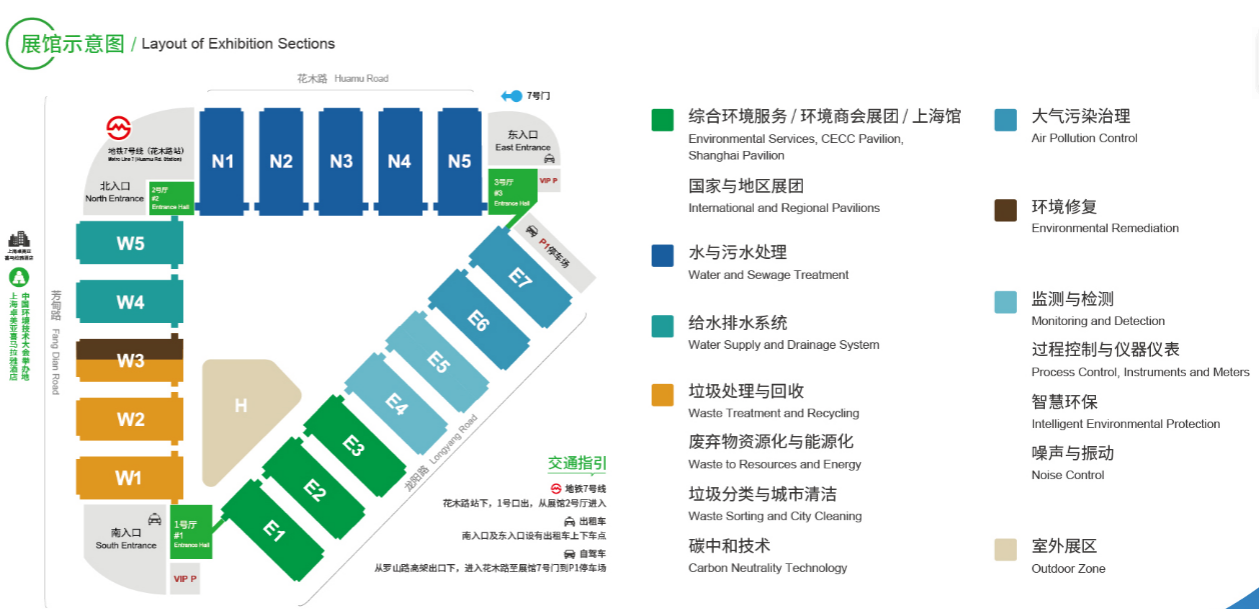 展馆示意图 / Layout of Exhibition Sections
花木路 Huamu Road
7号门
地铁7号线（花木路站）
Metro Line 7 (Huamu Rd. Station)
北入口
North Entrance
2号厅
#2
Entrance Hall
N1
N2
N3
N4
N5
东入口
East Entrance
VIP P
3号厅
#3
Entrance Hall
P1停车场
W5
W4
W3
W2
W1
E7
E6
E5
E4
E3
E2
E1
H
喜马拉雅酒店
中国环境技术大会举办地
上海卓美亚喜马拉雅酒店
芳甸路 Fang Dian Road
龙阳路 Longyang Road
南入口
South Entrance
1号厅
#1
Entrance Hall
VIP P
交通指引
地铁7号线
花木路站下，1号口出，从展馆2号厅进入
出租车
南入口及东入口设有出租车上下车点
自驾车
从罗山路高架出口下，进入花木路至展馆7号门到P1停车场
综合环境服务 / 环境商会展团 / 上海馆
Environmental Services, CECC Pavilion,
Shanghai Pavilion
国家与地区展团
International and Regional Pavilions
水与污水处理
Water and Sewage Treatment
给水排水系统
Water Supply and Drainage System
垃圾处理与回收
Waste Treatment and Recycling
废弃物资源化与能源化
Waste to Resources and Energy
垃圾分类与城市清洁
Waste Sorting and City Cleaning
碳中和技术
Carbon Neutrality Technology
大气污染治理
Air Pollution Control
环境修复
Environmental Remediation
监测与检测
Monitoring and Detection
过程控制与仪器仪表
Process Control, Instruments and Meters
智慧环保
Intelligent Environmental Protection
噪声与振动
Noise Control
室外展区
Outdoor Zone